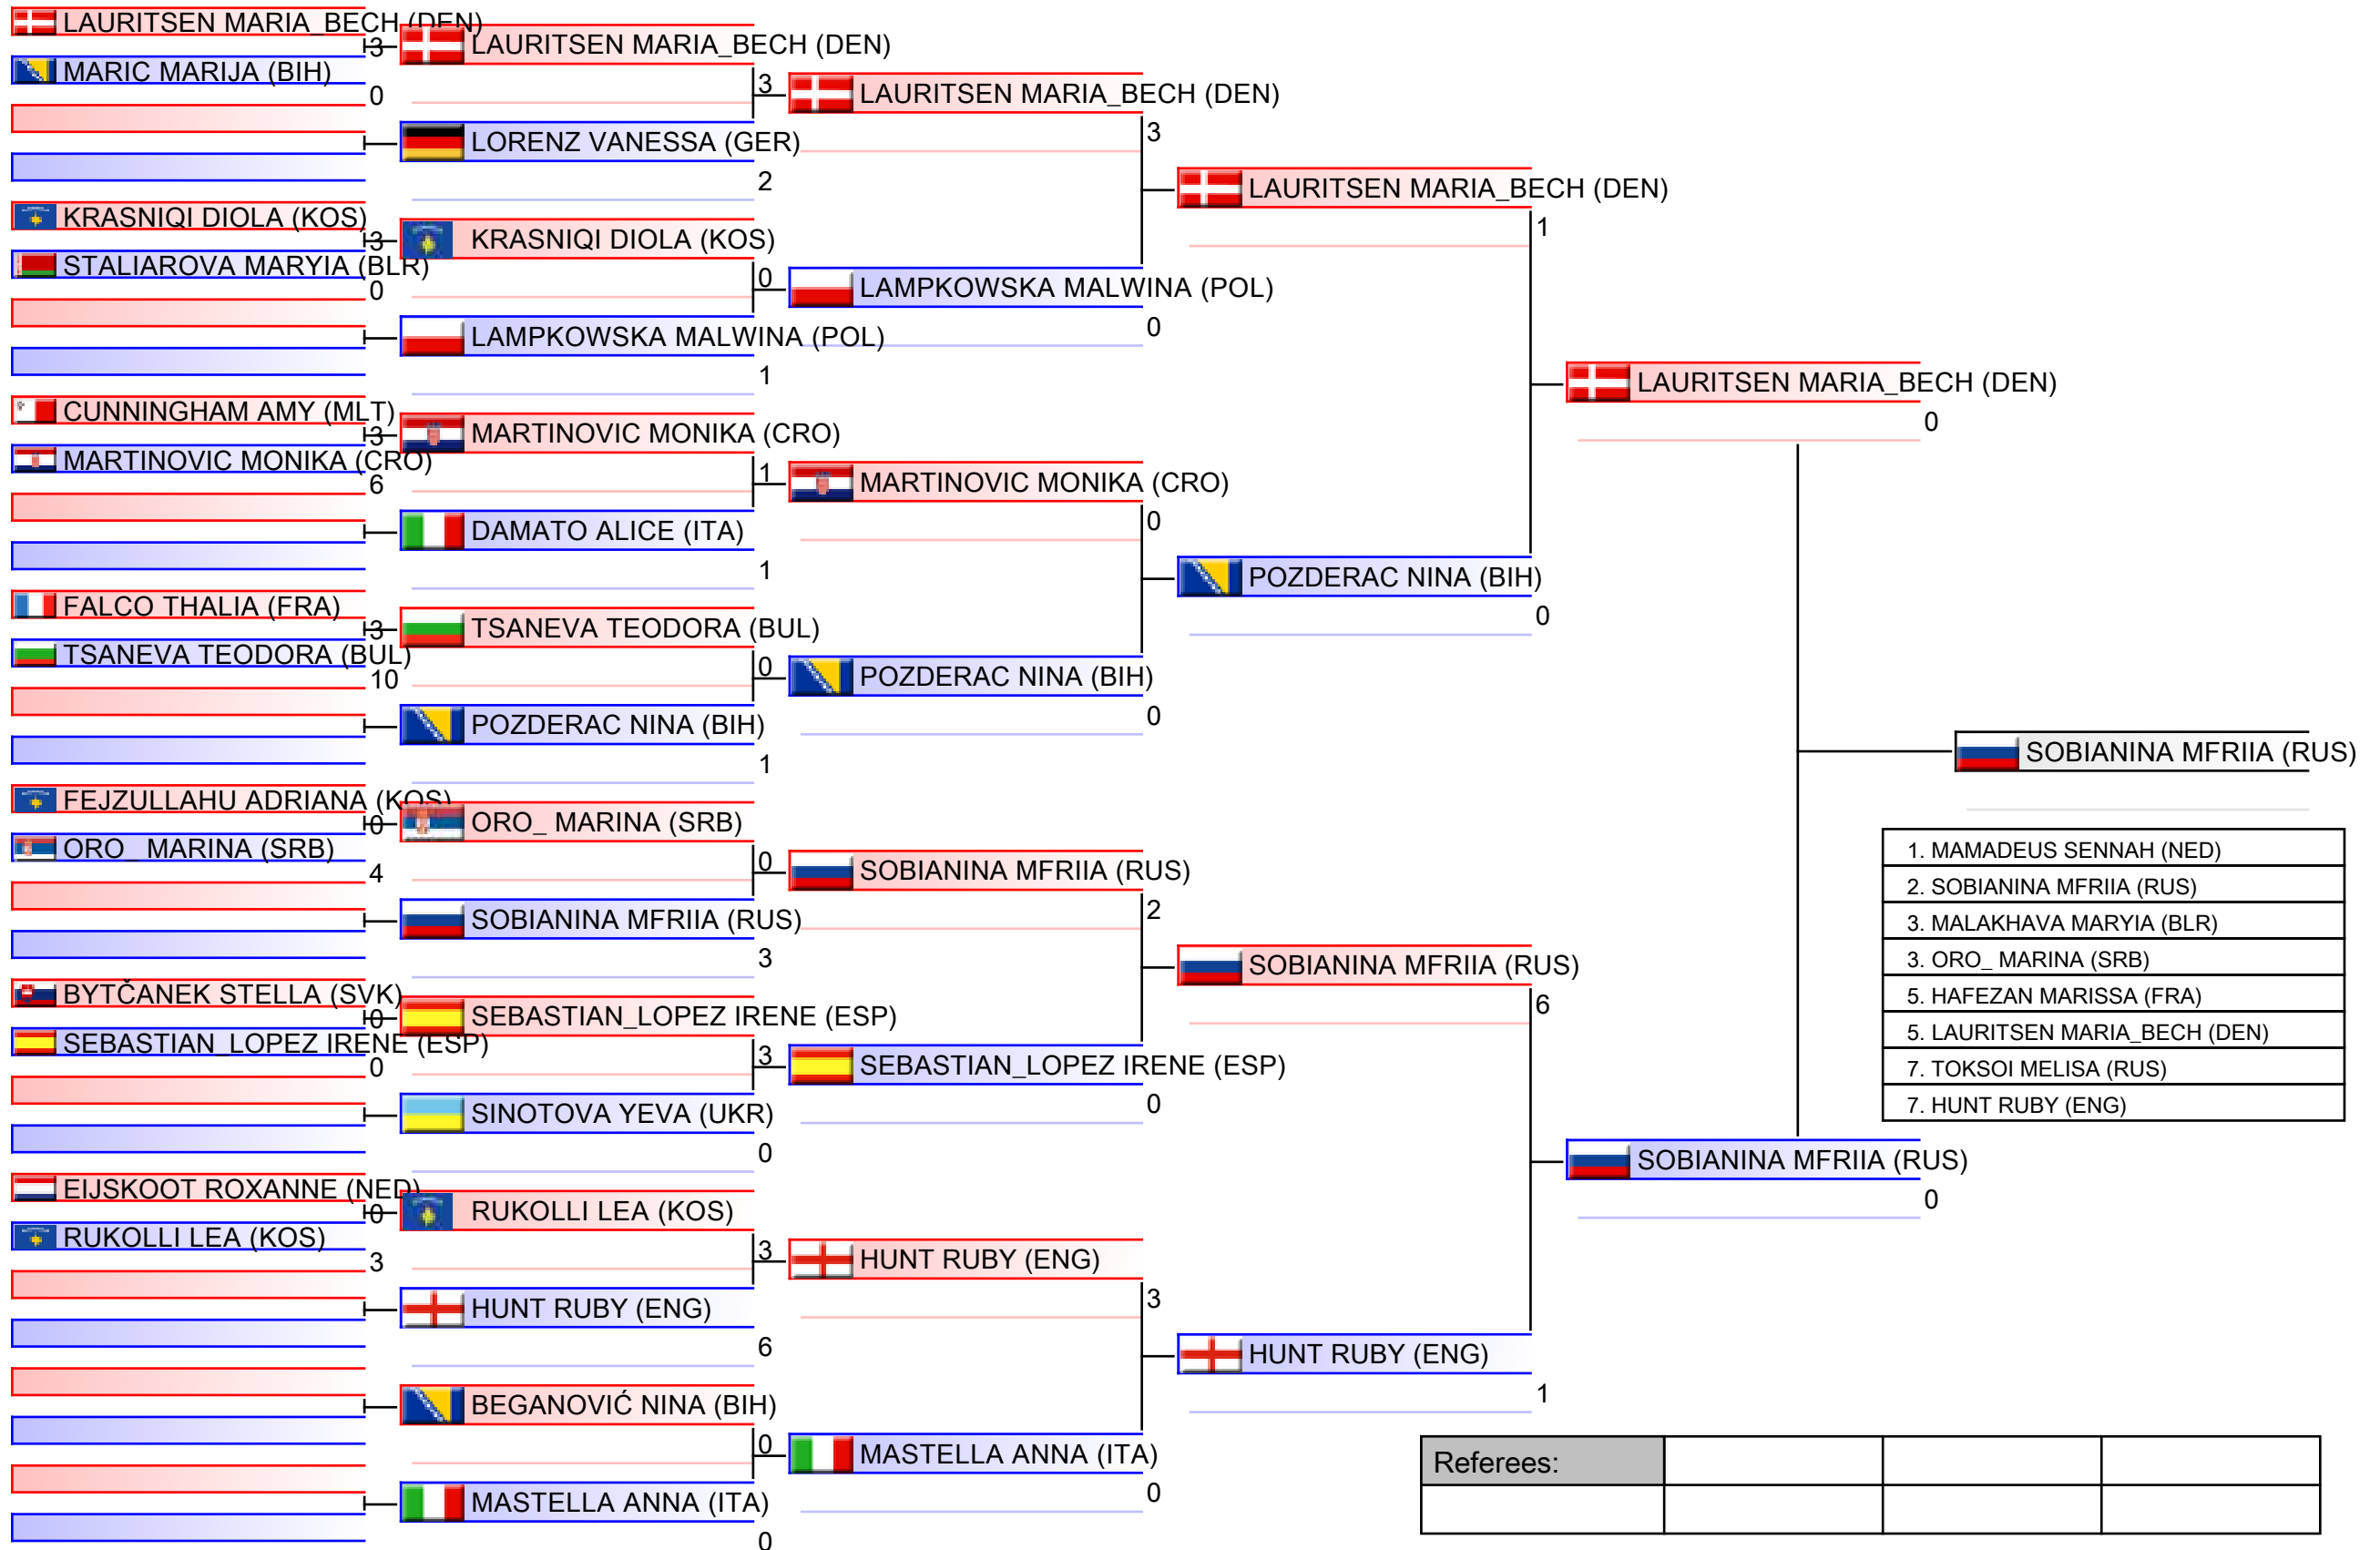 LAURITSEN MARIA_BECH (DEN)
3
MARIC MARIJA (BIH)
0
KRASNIQI DIOLA (KOS)
3
STALIAROVA MARYIA (BLR)
0
CUNNINGHAM AMY (MLT)
3
MARTINOVIC MONIKA (CRO)
6
FALCO THALIA (FRA)
3
TSANEVA TEODORA (BUL)
10
FEJZULLAHU ADRIANA (KOS)
0
ORO_ MARINA (SRB)
4
BYTČANEK STELLA (SVK)
0
SEBASTIAN_LOPEZ IRENE (ESP)
0
EIJSKOOT ROXANNE (NED)
0
RUKOLLI LEA (KOS)
3
LAURITSEN MARIA_BECH (DEN)
3
LORENZ VANESSA (GER)
2
KRASNIQI DIOLA (KOS)
0
LAMPKOWSKA MALWINA (POL)
1
MARTINOVIC MONIKA (CRO)
1
DAMATO ALICE (ITA)
1
TSANEVA TEODORA (BUL)
0
POZDERAC NINA (BIH)
1
ORO_ MARINA (SRB)
0
SOBIANINA MFRIIA (RUS)
3
SEBASTIAN_LOPEZ IRENE (ESP)
3
SINOTOVA YEVA (UKR)
0
RUKOLLI LEA (KOS)
3
HUNT RUBY (ENG)
6
BEGANOVIĆ NINA (BIH)
0
MASTELLA ANNA (ITA)
0
LAURITSEN MARIA_BECH (DEN)
3
LAMPKOWSKA MALWINA (POL)
0
MARTINOVIC MONIKA (CRO)
0
POZDERAC NINA (BIH)
0
SOBIANINA MFRIIA (RUS)
2
SEBASTIAN_LOPEZ IRENE (ESP)
0
HUNT RUBY (ENG)
3
MASTELLA ANNA (ITA)
0
LAURITSEN MARIA_BECH (DEN)
1
POZDERAC NINA (BIH)
0
SOBIANINA MFRIIA (RUS)
6
HUNT RUBY (ENG)
1
LAURITSEN MARIA_BECH (DEN)
0
SOBIANINA MFRIIA (RUS)
0
SOBIANINA MFRIIA (RUS)
1. MAMADEUS SENNAH (NED)
2. SOBIANINA MFRIIA (RUS)
3. MALAKHAVA MARYIA (BLR)
3. ORO_ MARINA (SRB)
5. HAFEZAN MARISSA (FRA)
5. LAURITSEN MARIA_BECH (DEN)
7. TOKSOI MELISA (RUS)
7. HUNT RUBY (ENG)
Referees: